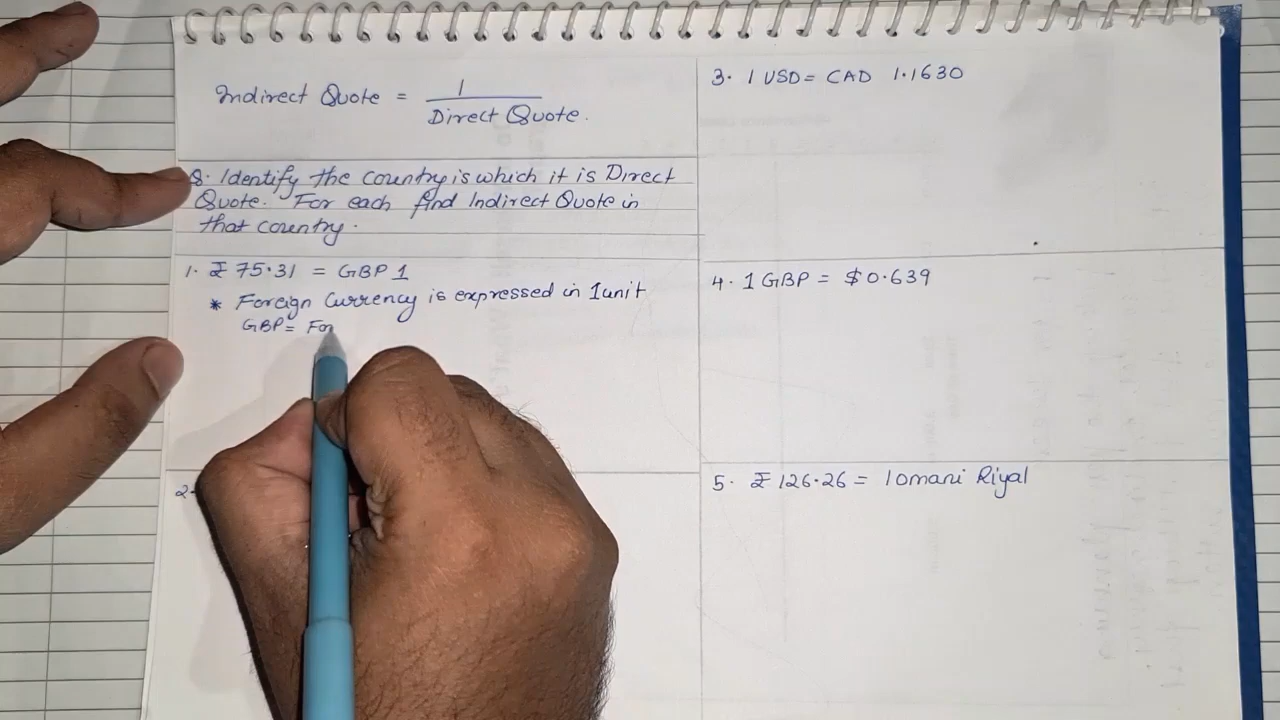 Indirect Quote = 1
Direct Quote.
Q. Identify the country is which it is Direct
Quote. For each find Indirect Quote in
that country.
1. ₹ 75.31 = GBP 1
* Foreign Currency is expressed in 1unit
GBP = For
2.
3. 1 USD = CAD 1.1630
4. 1 GBP = $0.639
5. ₹ 126.26 = 1 Omani Riyal